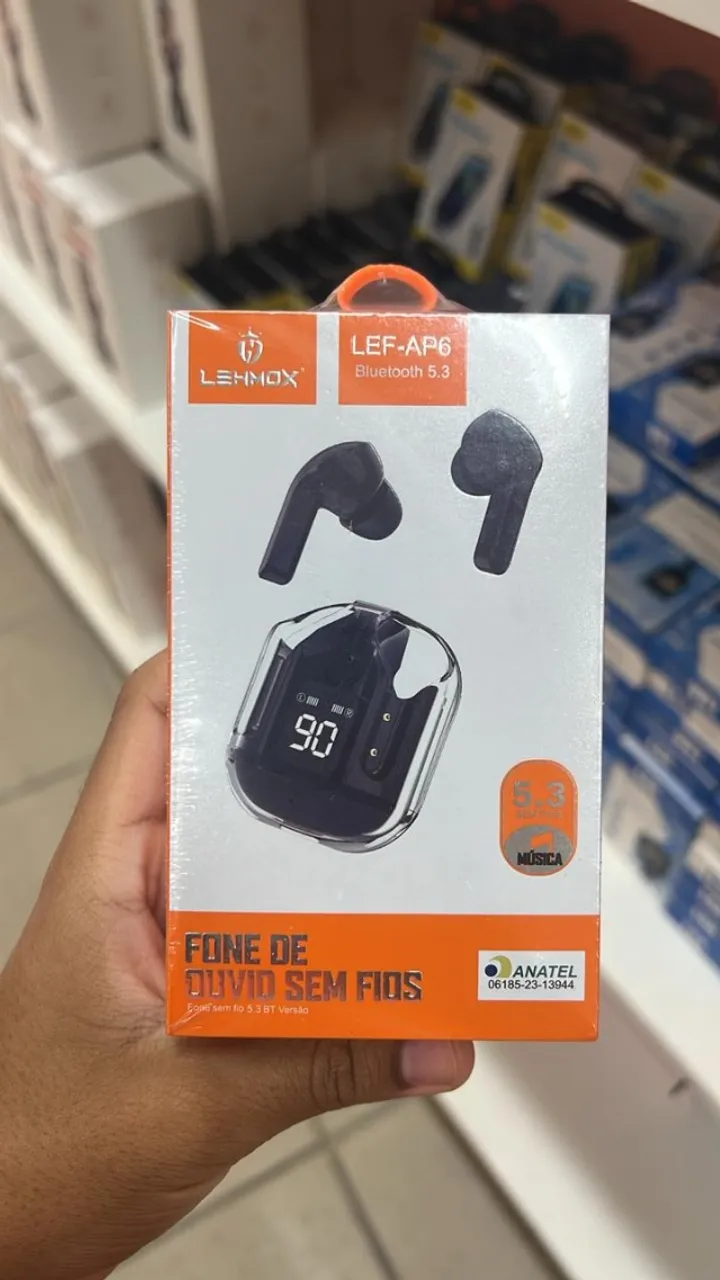 LEHMOX
LEF-AP6
Bluetooth 5.3
90
5.3
MÚSICA
FONE DE
OUVIO SEM FIOS
Fone sem fio 5.3 BT Versão
ANATEL
06185-23-13944